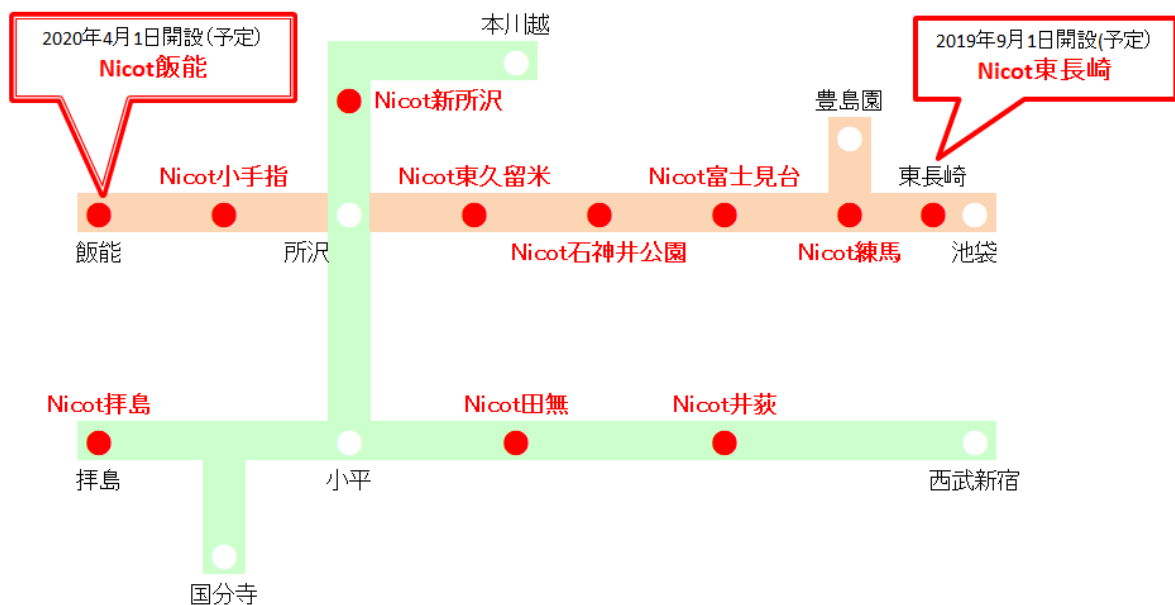 本川越
2020年4月1日開設(予定)
Nicot飯能
2019年9月1日開設(予定)
Nicot東長崎
Nicot新所沢
豊島園
Nicot小手指
Nicot東久留米
Nicot富士見台
東長崎
飯能
所沢
Nicot石神井公園
Nicot練馬
池袋
Nicot拝島
Nicot田無
Nicot井荻
拝島
小平
西武新宿
国分寺